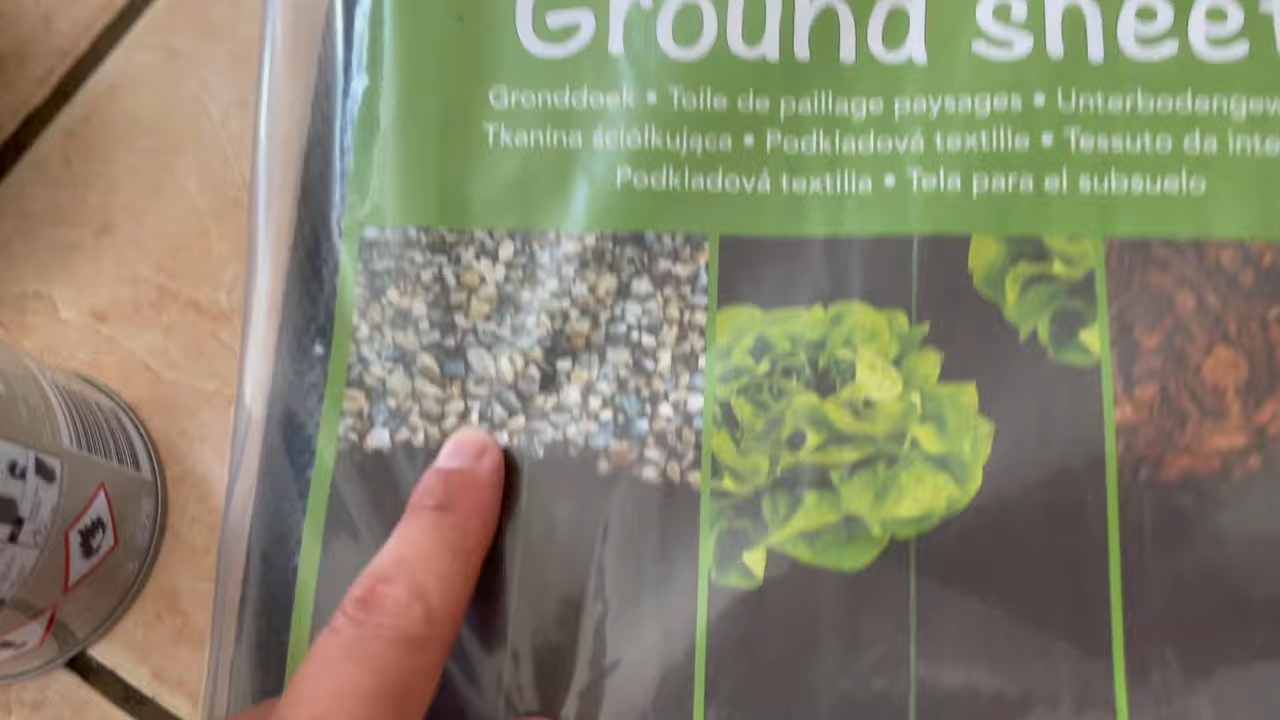 Ground sheet
Gronddoek • Toile de paillage paysages • Unterbodengew
Tkanina ściółkująca • Podkladová textilie • Tessuto da inte
Podkladová textilia • Tela para el subsuelo